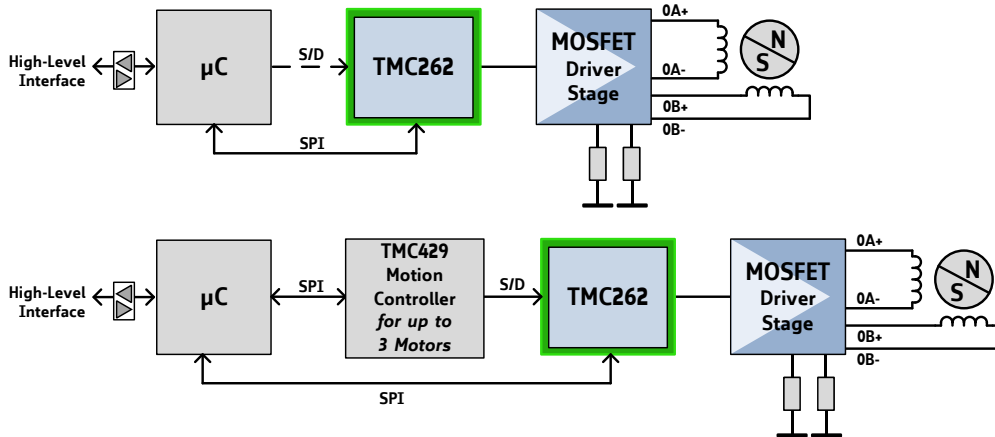 High-Level
Interface
µC
S/D
TMC262
SPI
MOSFET
Driver
Stage
0A+
0A-
0B+
0B-
N
S
High-Level
Interface
µC
SPI
TMC429
Motion
Controller
for up to
3 Motors
S/D
TMC262
SPI
MOSFET
Driver
Stage
0A+
0A-
0B+
0B-
N
S